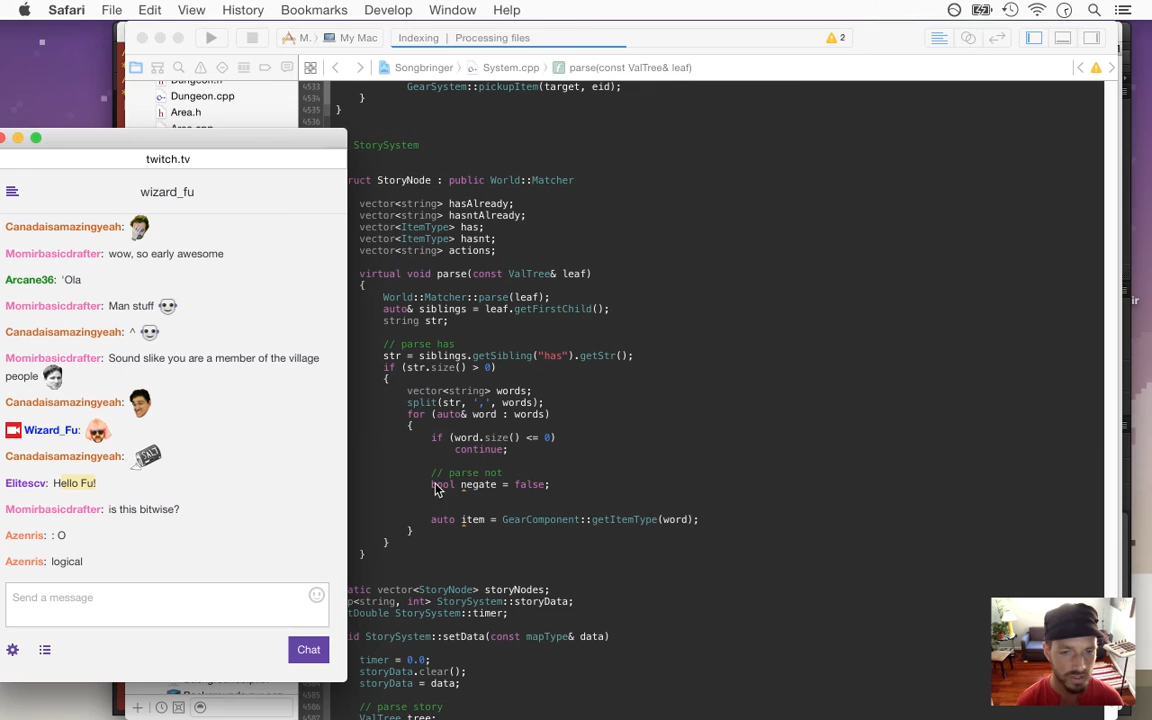 Safari File Edit View History Bookmarks Develop Window Help
M. My Mac Indexing | Processing files 2
Songbringer System.cpp parse(const ValTree& leaf)
Dungeon.cpp
Area.h
4533 GearSystem::pickupItem(target, eid);
4534 }
4535 }
4536
StorySystem
ruct StoryNode : public World::Matcher
vector<string> hasAlready;
vector<string> hasntAlready;
vector<ItemType> has;
vector<ItemType> hasnt;
vector<string> actions;
virtual void parse(const ValTree& leaf)
{
World::Matcher::parse(leaf);
auto& siblings = leaf.getFirstChild();
string str;
// parse has
str = siblings.getSibling("has").getStr();
if (str.size() > 0)
{
vector<string> words;
split(str, ',', words);
for (auto& word : words)
{
if (word.size() <= 0)
continue;
// parse not
bool negate = false;
auto item = GearComponent::getItemType(word);
}
}
}
atic vector<StoryNode> storyNodes;
p<string, int> StorySystem::storyData;
tDouble StorySystem::timer;
id StorySystem::setData(const mapType& data)
timer = 0.0;
storyData.clear();
storyData = data;
// parse story
ValTree tree;
twitch.tv
wizard_fu
Canadaisamazingyeah:
Momirbasicdrafter: wow, so early awesome
Arcane36: 'Ola
Momirbasicdrafter: Man stuff
Canadaisamazingyeah: ^
Momirbasicdrafter: Sound slike you are a member of the village
people
Canadaisamazingyeah:
Wizard_Fu:
Canadaisamazingyeah:
Elitescv: Hello Fu!
Momirbasicdrafter: is this bitwise?
Azenris: : O
Azenris: logical
Send a message
Chat